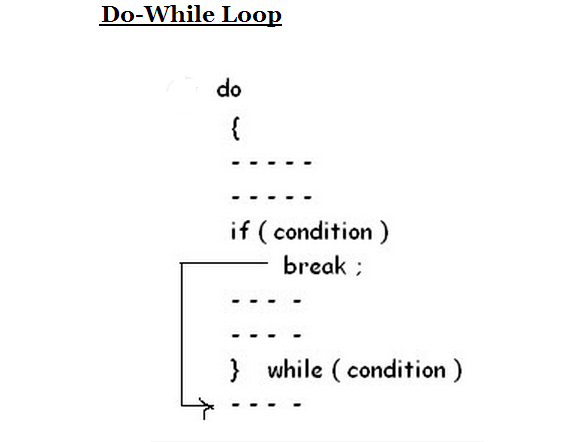 Do-While Loop
do
{
- - - - -
- - - - -
if ( condition )
break ;
- - - -
- - - -
} while ( condition )
- - - -